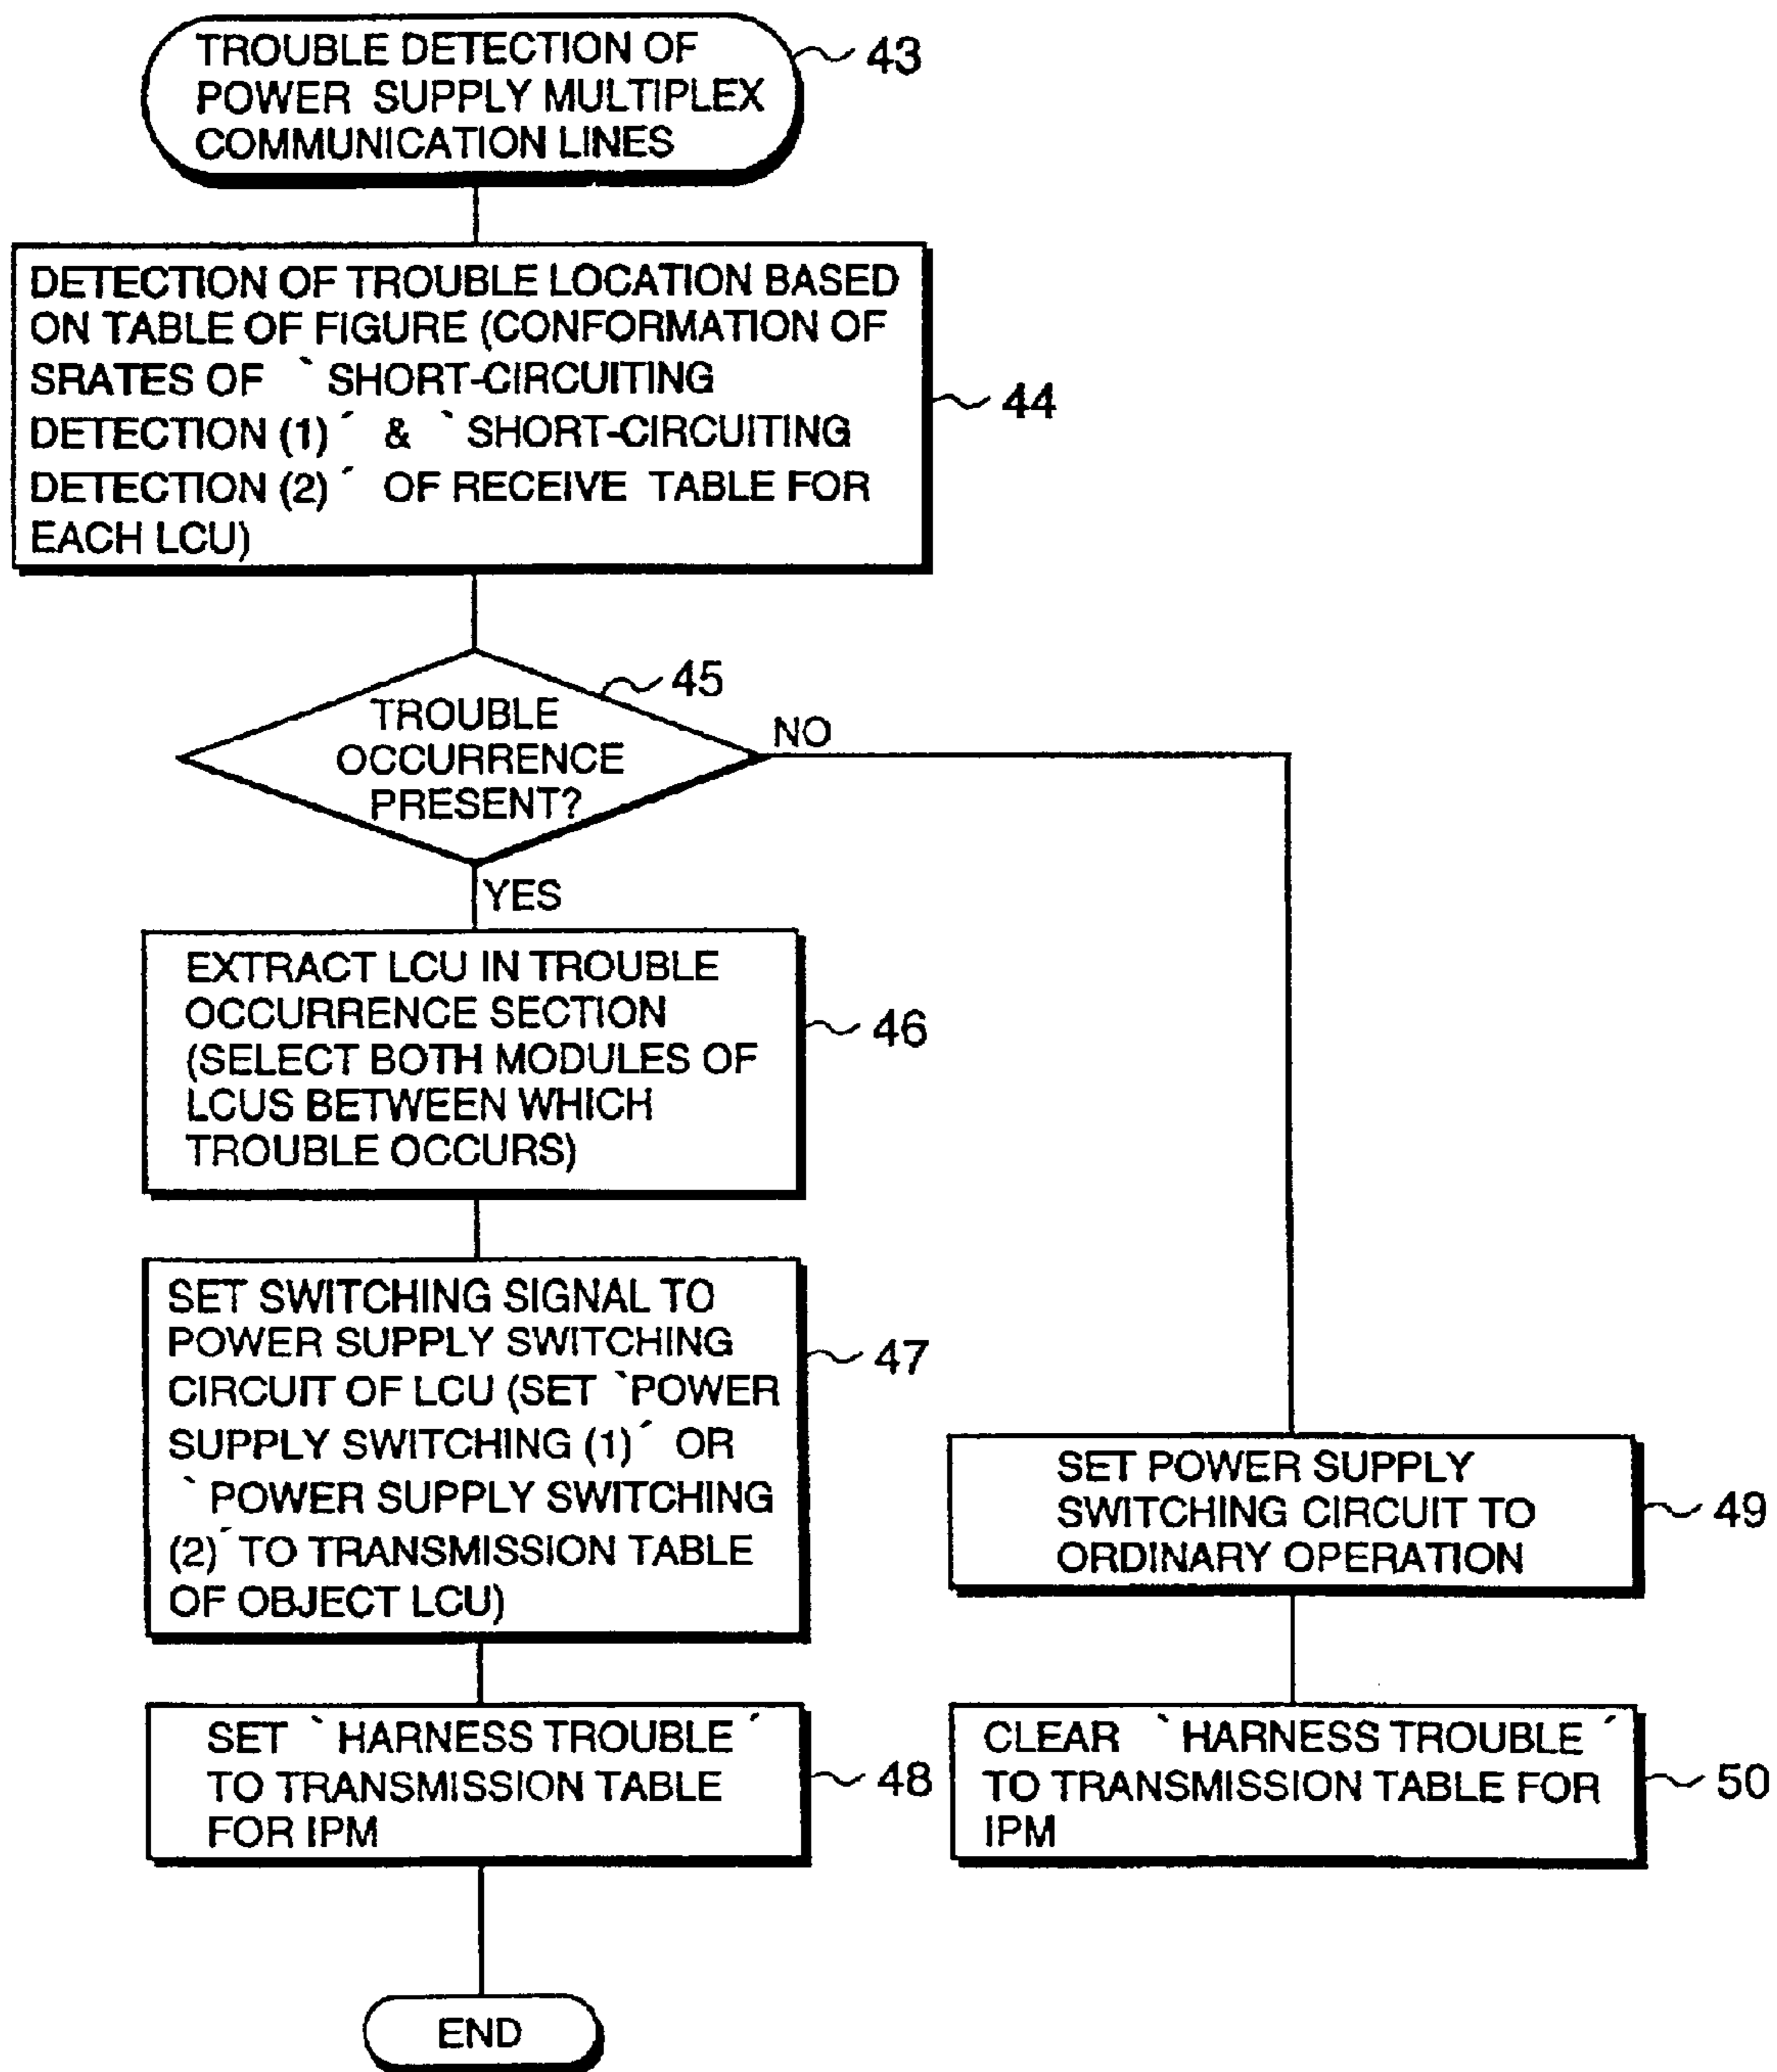 TROUBLE DETECTION OF
POWER SUPPLY MULTIPLEX
COMMUNICATION LINES
43
DETECTION OF TROUBLE LOCATION BASED
ON TABLE OF FIGURE (CONFORMATION OF
SRATES OF `SHORT-CIRCUITING
DETECTION (1)´ & `SHORT-CIRCUITING
DETECTION (2)´ OF RECEIVE TABLE FOR
EACH LCU)
44
45
TROUBLE
OCCURRENCE
PRESENT?
NO
YES
EXTRACT LCU IN TROUBLE
OCCURRENCE SECTION
(SELECT BOTH MODULES OF
LCUS BETWEEN WHICH
TROUBLE OCCURS)
46
SET SWITCHING SIGNAL TO
POWER SUPPLY SWITCHING
CIRCUIT OF LCU (SET `POWER
SUPPLY SWITCHING (1)´ OR
`POWER SUPPLY SWITCHING
(2)´ TO TRANSMISSION TABLE
OF OBJECT LCU)
47
SET POWER SUPPLY
SWITCHING CIRCUIT TO
ORDINARY OPERATION
49
SET `HARNESS TROUBLE´
TO TRANSMISSION TABLE
FOR IPM
48
CLEAR `HARNESS TROUBLE´
TO TRANSMISSION TABLE FOR
IPM
50
END